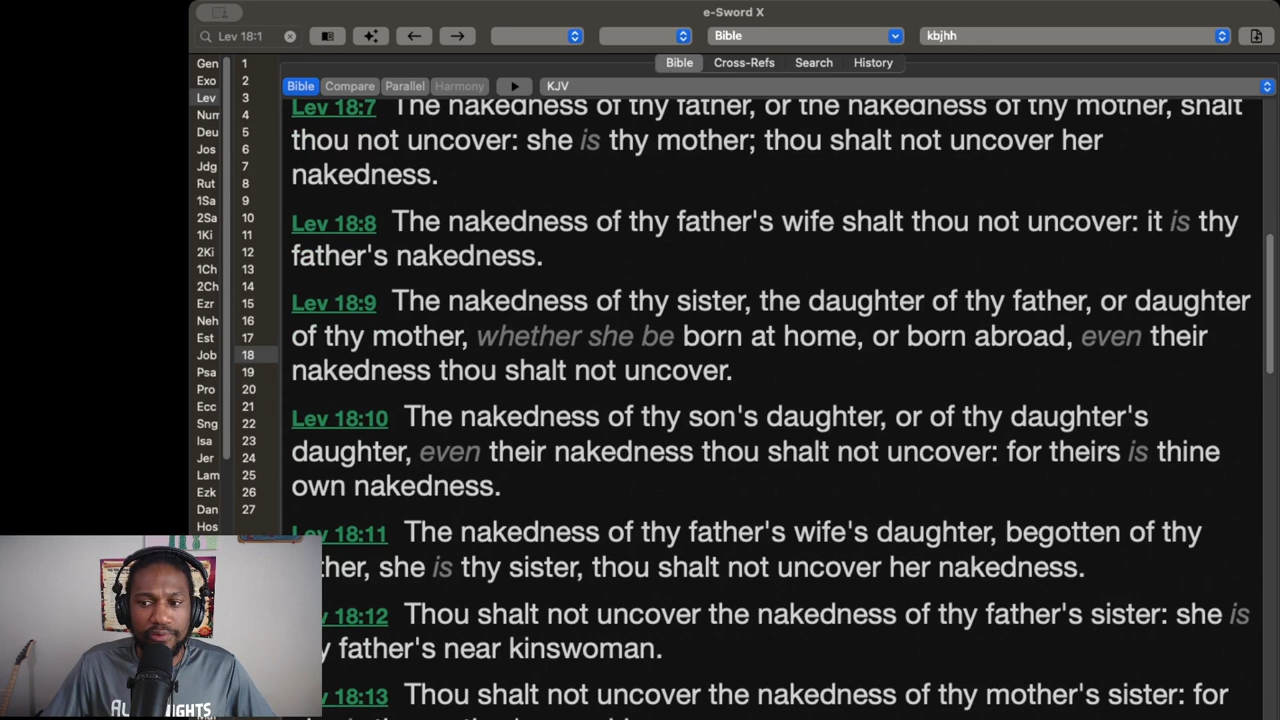 e-Sword X
Lev 18:1
Bible
kbjhh
Bible Cross-Refs Search History
Bible Compare Parallel Harmony
KJV
Gen
Exo
Lev
Num
Deu
Jos
Jdg
Rut
1Sa
2Sa
1Ki
2Ki
1Ch
2Ch
Ezr
Neh
Est
Job
Psa
Pro
Ecc
Sng
Isa
Jer
Lam
Ezk
Dan
Hos
1
2
3
4
5
6
7
8
9
10
11
12
13
14
15
16
17
18
19
20
21
22
23
24
25
26
27
Lev 18:7 The nakedness of thy father, or the nakedness of thy mother, shalt
thou not uncover: she is thy mother; thou shalt not uncover her
nakedness.
Lev 18:8 The nakedness of thy father's wife shalt thou not uncover: it is thy
father's nakedness.
Lev 18:9 The nakedness of thy sister, the daughter of thy father, or daughter
of thy mother, whether she be born at home, or born abroad, even their
nakedness thou shalt not uncover.
Lev 18:10 The nakedness of thy son's daughter, or of thy daughter's
daughter, even their nakedness thou shalt not uncover: for theirs is thine
own nakedness.
18:11 The nakedness of thy father's wife's daughter, begotten of thy
ther, she is thy sister, thou shalt not uncover her nakedness.
18:12 Thou shalt not uncover the nakedness of thy father's sister: she is
y father's near kinswoman.
18:13 Thou shalt not uncover the nakedness of thy mother's sister: for